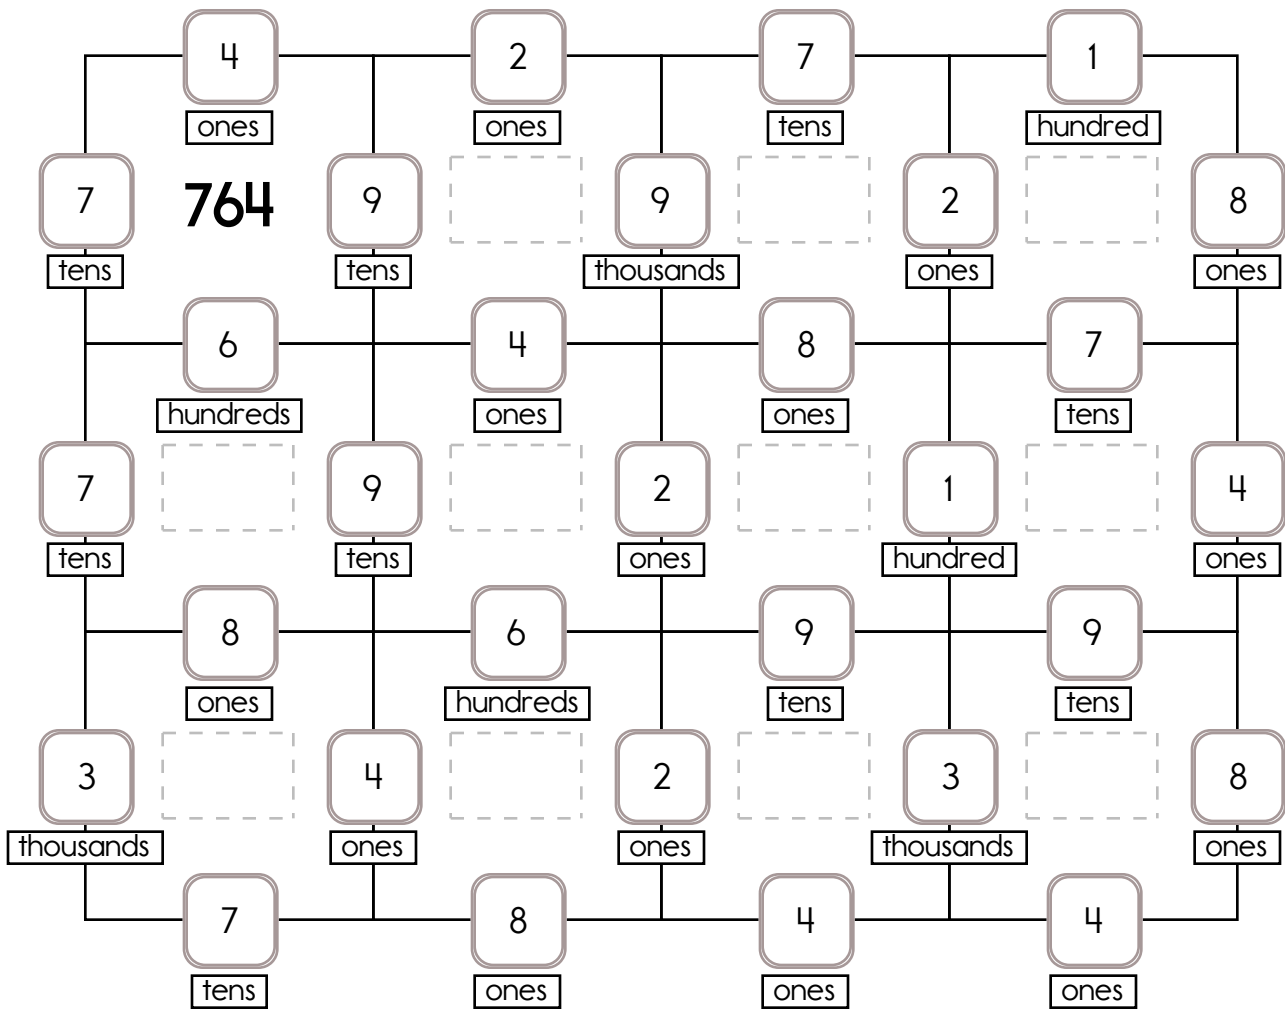 4 2 7 1
ones ones tens hundred
7 764 9 9 2 8
tens tens thousands ones ones
6 4 8 7
hundreds ones ones tens
7 9 2 1 4
tens tens ones hundred ones
8 6 9 9
ones hundreds tens tens
3 4 2 3 8
thousands ones ones thousands ones
7 8 4 4
tens ones ones ones